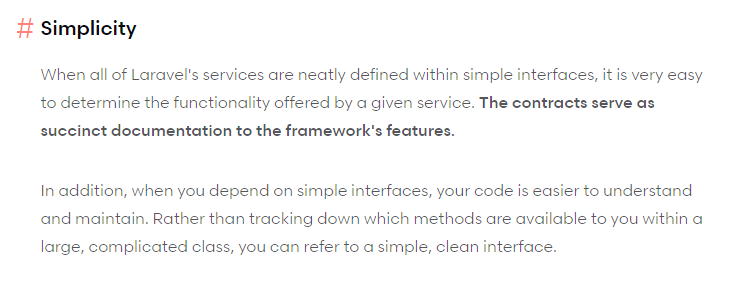 # Simplicity
When all of Laravel's services are neatly defined within simple interfaces, it is very easy
to determine the functionality offered by a given service. The contracts serve as
succinct documentation to the framework's features.
In addition, when you depend on simple interfaces, your code is easier to understand
and maintain. Rather than tracking down which methods are available to you within a
large, complicated class, you can refer to a simple, clean interface.